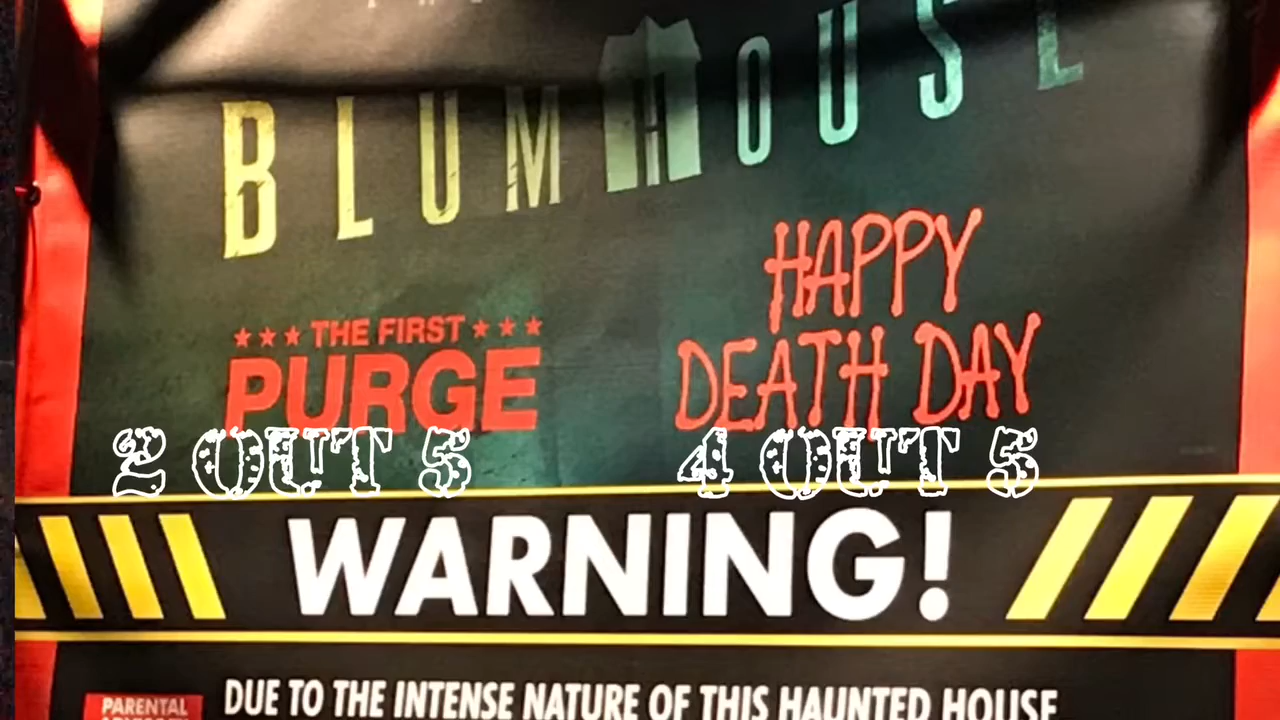 BLUMHOUSE
HAPPY
DEATH DAY
★★★ THE FIRST ★★★
PURGE
2 OUT 5
4 OUT 5
WARNING!
DUE TO THE INTENSE NATURE OF THIS HAUNTED HOUSE
PARENTAL